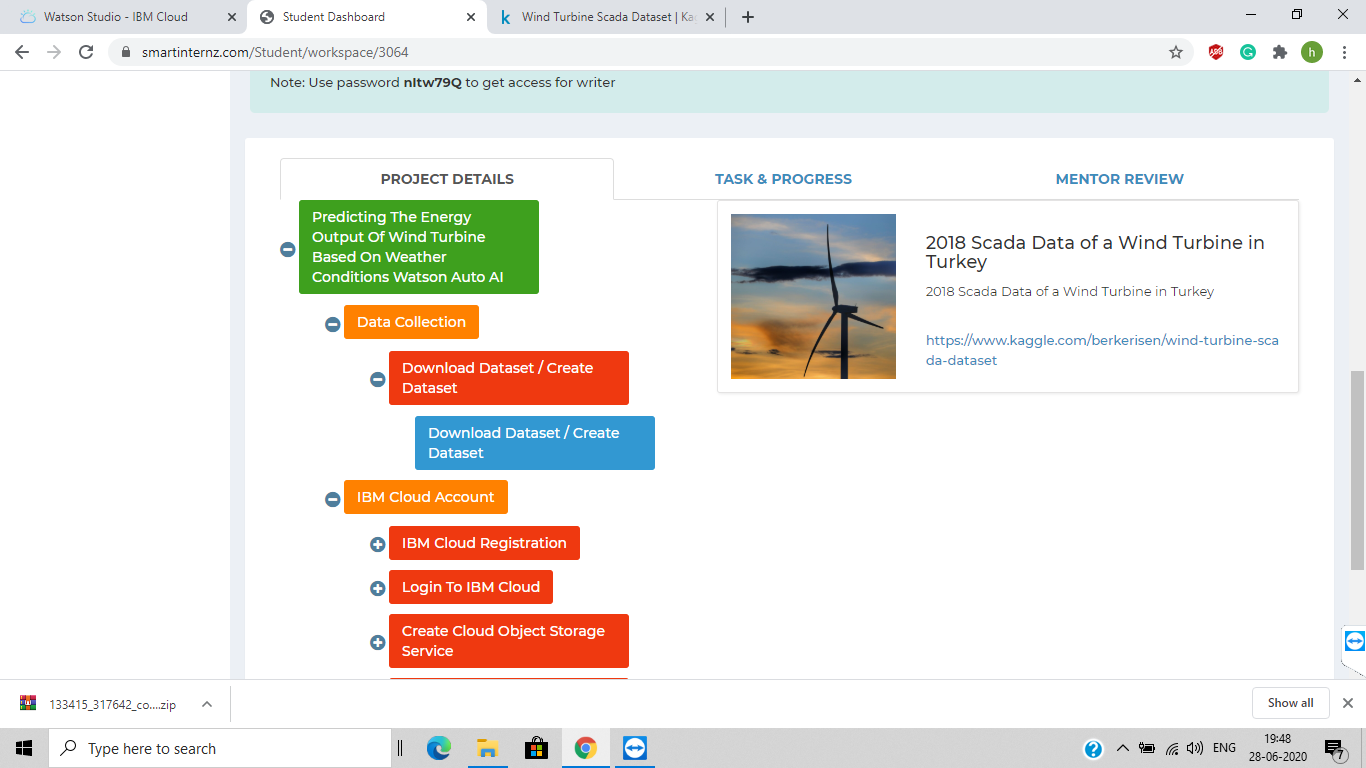 Watson Studio - IBM Cloud
Student Dashboard
Wind Turbine Scada Dataset | Kag
smartinternz.com/Student/workspace/3064
h
Note: Use password nItw79Q to get access for writer
PROJECT DETAILS
TASK & PROGRESS
MENTOR REVIEW
Predicting The Energy
Output Of Wind Turbine
Based On Weather
Conditions Watson Auto AI
Data Collection
Download Dataset / Create
Dataset
Download Dataset / Create
Dataset
IBM Cloud Account
IBM Cloud Registration
Login To IBM Cloud
Create Cloud Object Storage
Service
2018 Scada Data of a Wind Turbine in
Turkey
2018 Scada Data of a Wind Turbine in Turkey
https://www.kaggle.com/berkerisen/wind-turbine-sca
da-dataset
133415_317642_co....zip
Show all
Type here to search
ENG
19:48
28-06-2020
7